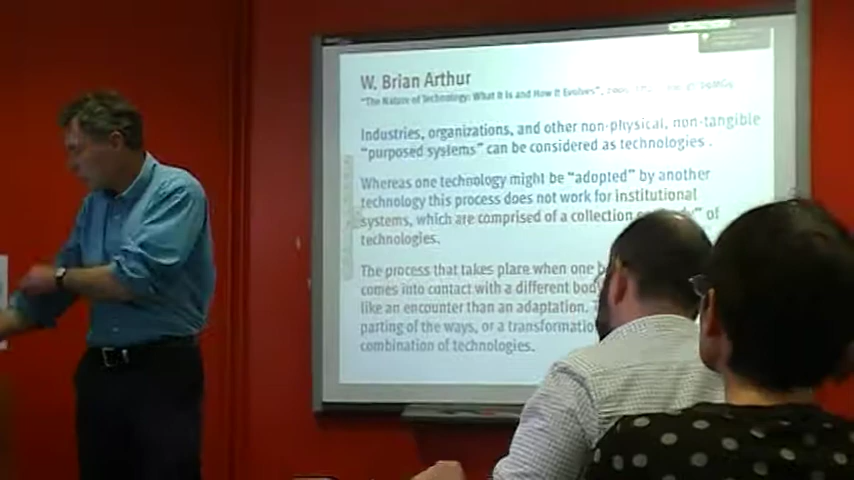 W. Brian Arthur
"The Nature of Technology: What It Is and How It Evolves",
Industries, organizations, and other non-physical, non-tangible
"purposed systems" can be considered as technologies .
Whereas one technology might be "adopted" by another
technology this process does not work for institutional
systems, which are comprised of a collection of
technologies.
The process that takes place when one
comes into contact with a different
like an encounter than an adaptation.
parting of the ways, or a
combination of technologies.